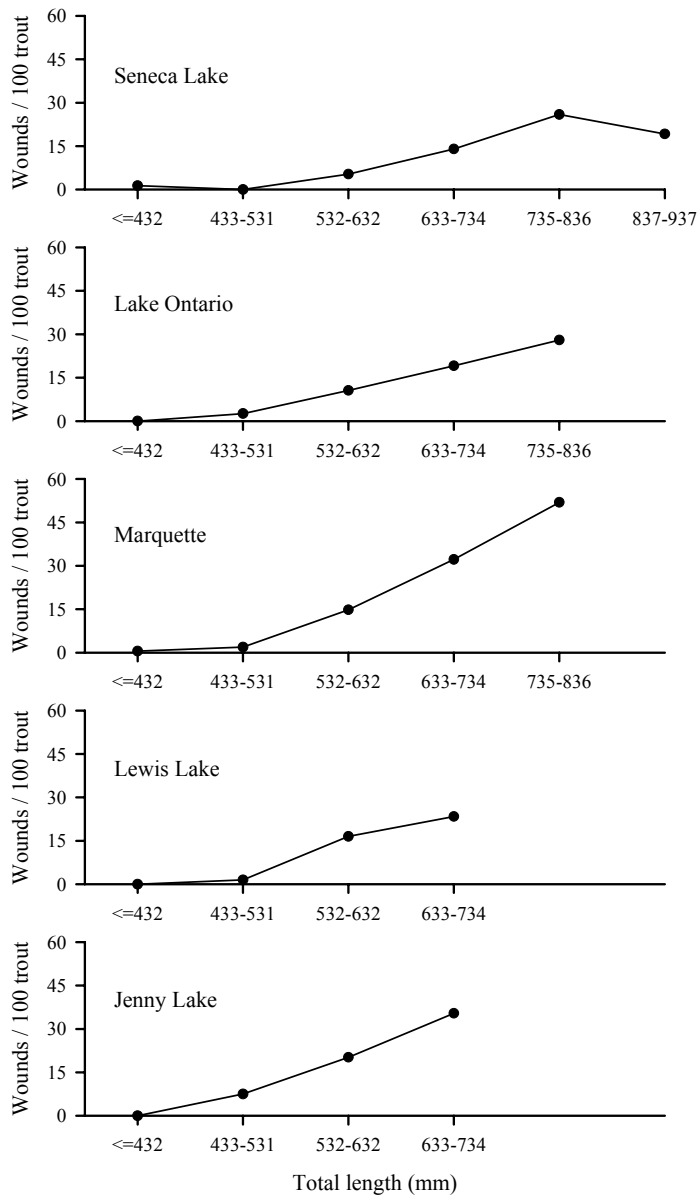 Wounds / 100 trout
60
45
30
15
0
Seneca Lake
<=432 433-531 532-632 633-734 735-836 837-937
Wounds / 100 trout
60
45
30
15
0
Lake Ontario
<=432 433-531 532-632 633-734 735-836
Wounds / 100 trout
60
45
30
15
0
Marquette
<=432 433-531 532-632 633-734 735-836
Wounds / 100 trout
60
45
30
15
0
Lewis Lake
<=432 433-531 532-632 633-734
Wounds / 100 trout
60
45
30
15
0
Jenny Lake
<=432 433-531 532-632 633-734
Total length (mm)